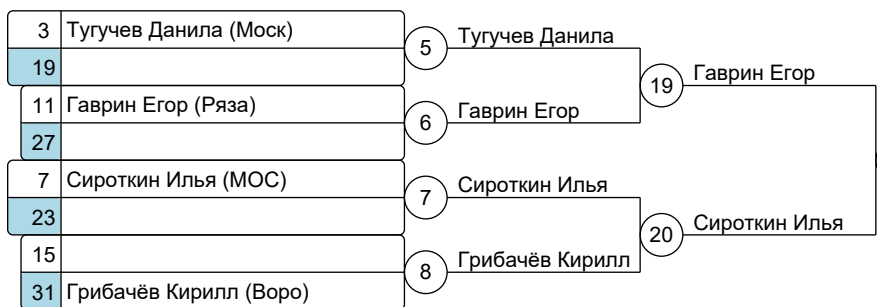 3 Тугучев Данила (Моск)
5 Тугучев Данила
19
19 Гаврин Егор
11 Гаврин Егор (Ряза)
6 Гаврин Егор
27
7 Сироткин Илья (МОС)
7 Сироткин Илья
23
20 Сироткин Илья
15
8 Грибачёв Кирилл
31 Грибачёв Кирилл (Воро)